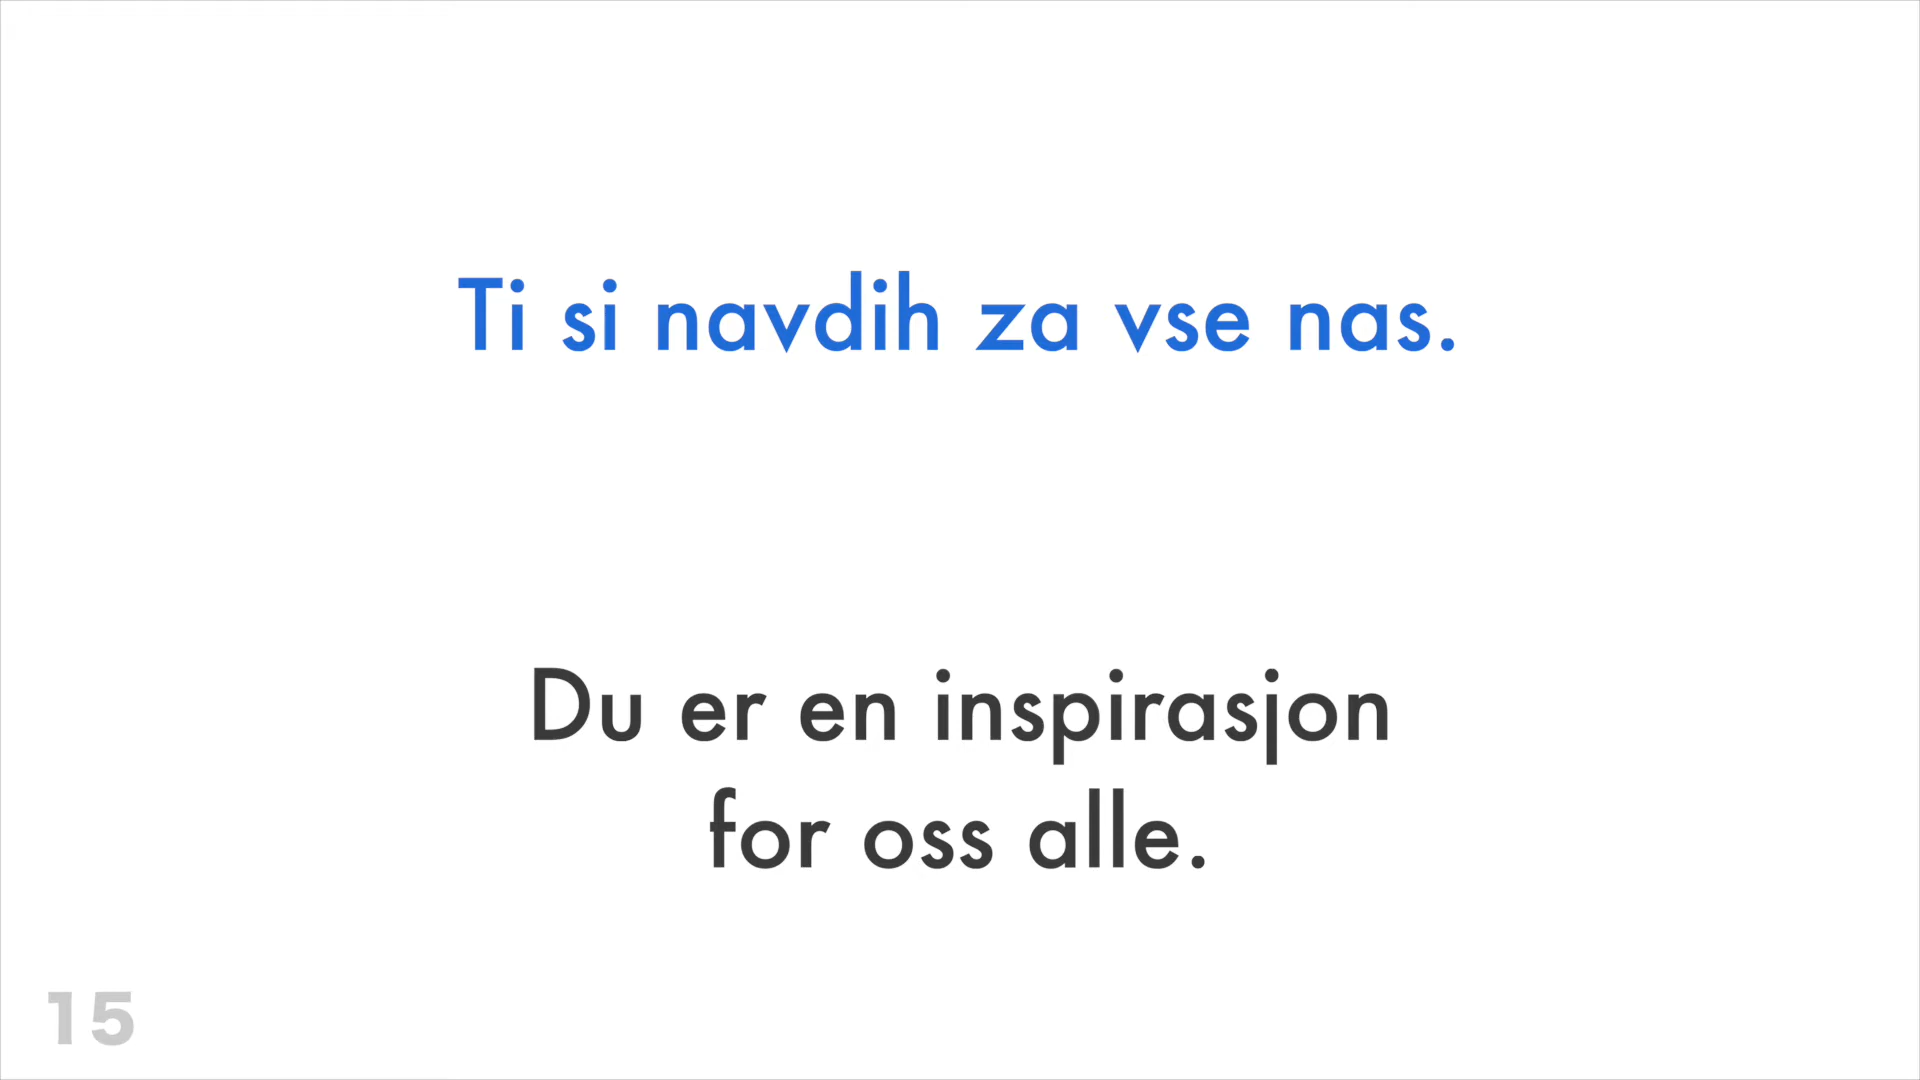 Ti si navdih za vse nas.
Du er en inspirasjon
for oss alle.
15